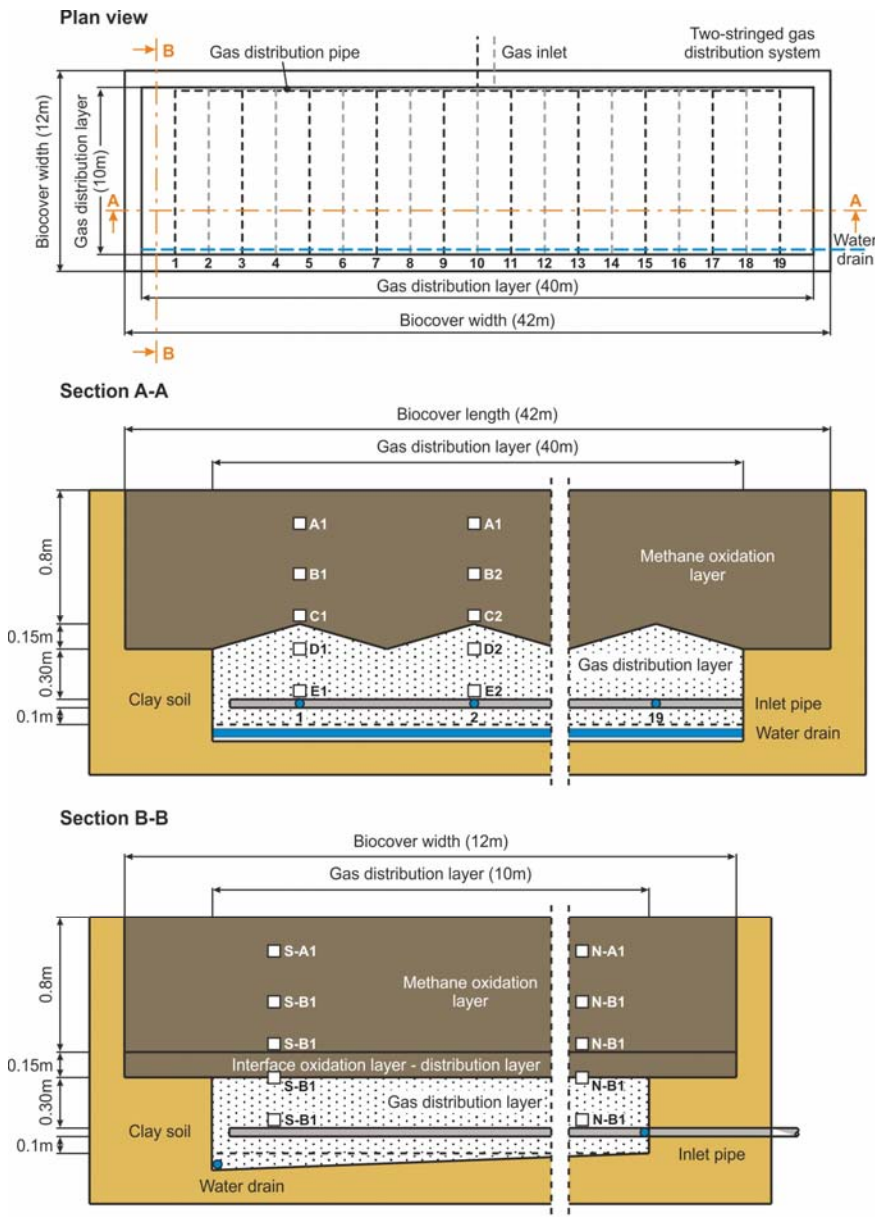 Plan view
B
Gas distribution pipe
Gas inlet
Two-stringed gas
distribution system
Biocover width (12m)
Gas distribution layer
(10m)
A
A
Water
drain
1 2 3 4 5 6 7 8 9 10 11 12 13 14 15 16 17 18 19
Gas distribution layer (40m)
Biocover width (42m)
B
Section A-A
Biocover length (42m)
Gas distribution layer (40m)
0.8m
0.15m
0.30m
0.1m
A1
A1
B1
B2
Methane oxidation
layer
C1
C2
D1
D2
Gas distribution layer
E1
E2
Clay soil
Inlet pipe
1
2
19
Water drain
Section B-B
Biocover width (12m)
Gas distribution layer (10m)
0.8m
0.15m
0.30m
0.1m
S-A1
N-A1
Methane oxidation
layer
S-B1
N-B1
S-B1
N-B1
Interface oxidation layer - distribution layer
S-B1
N-B1
Gas distribution layer
S-B1
N-B1
Clay soil
Inlet pipe
Water drain